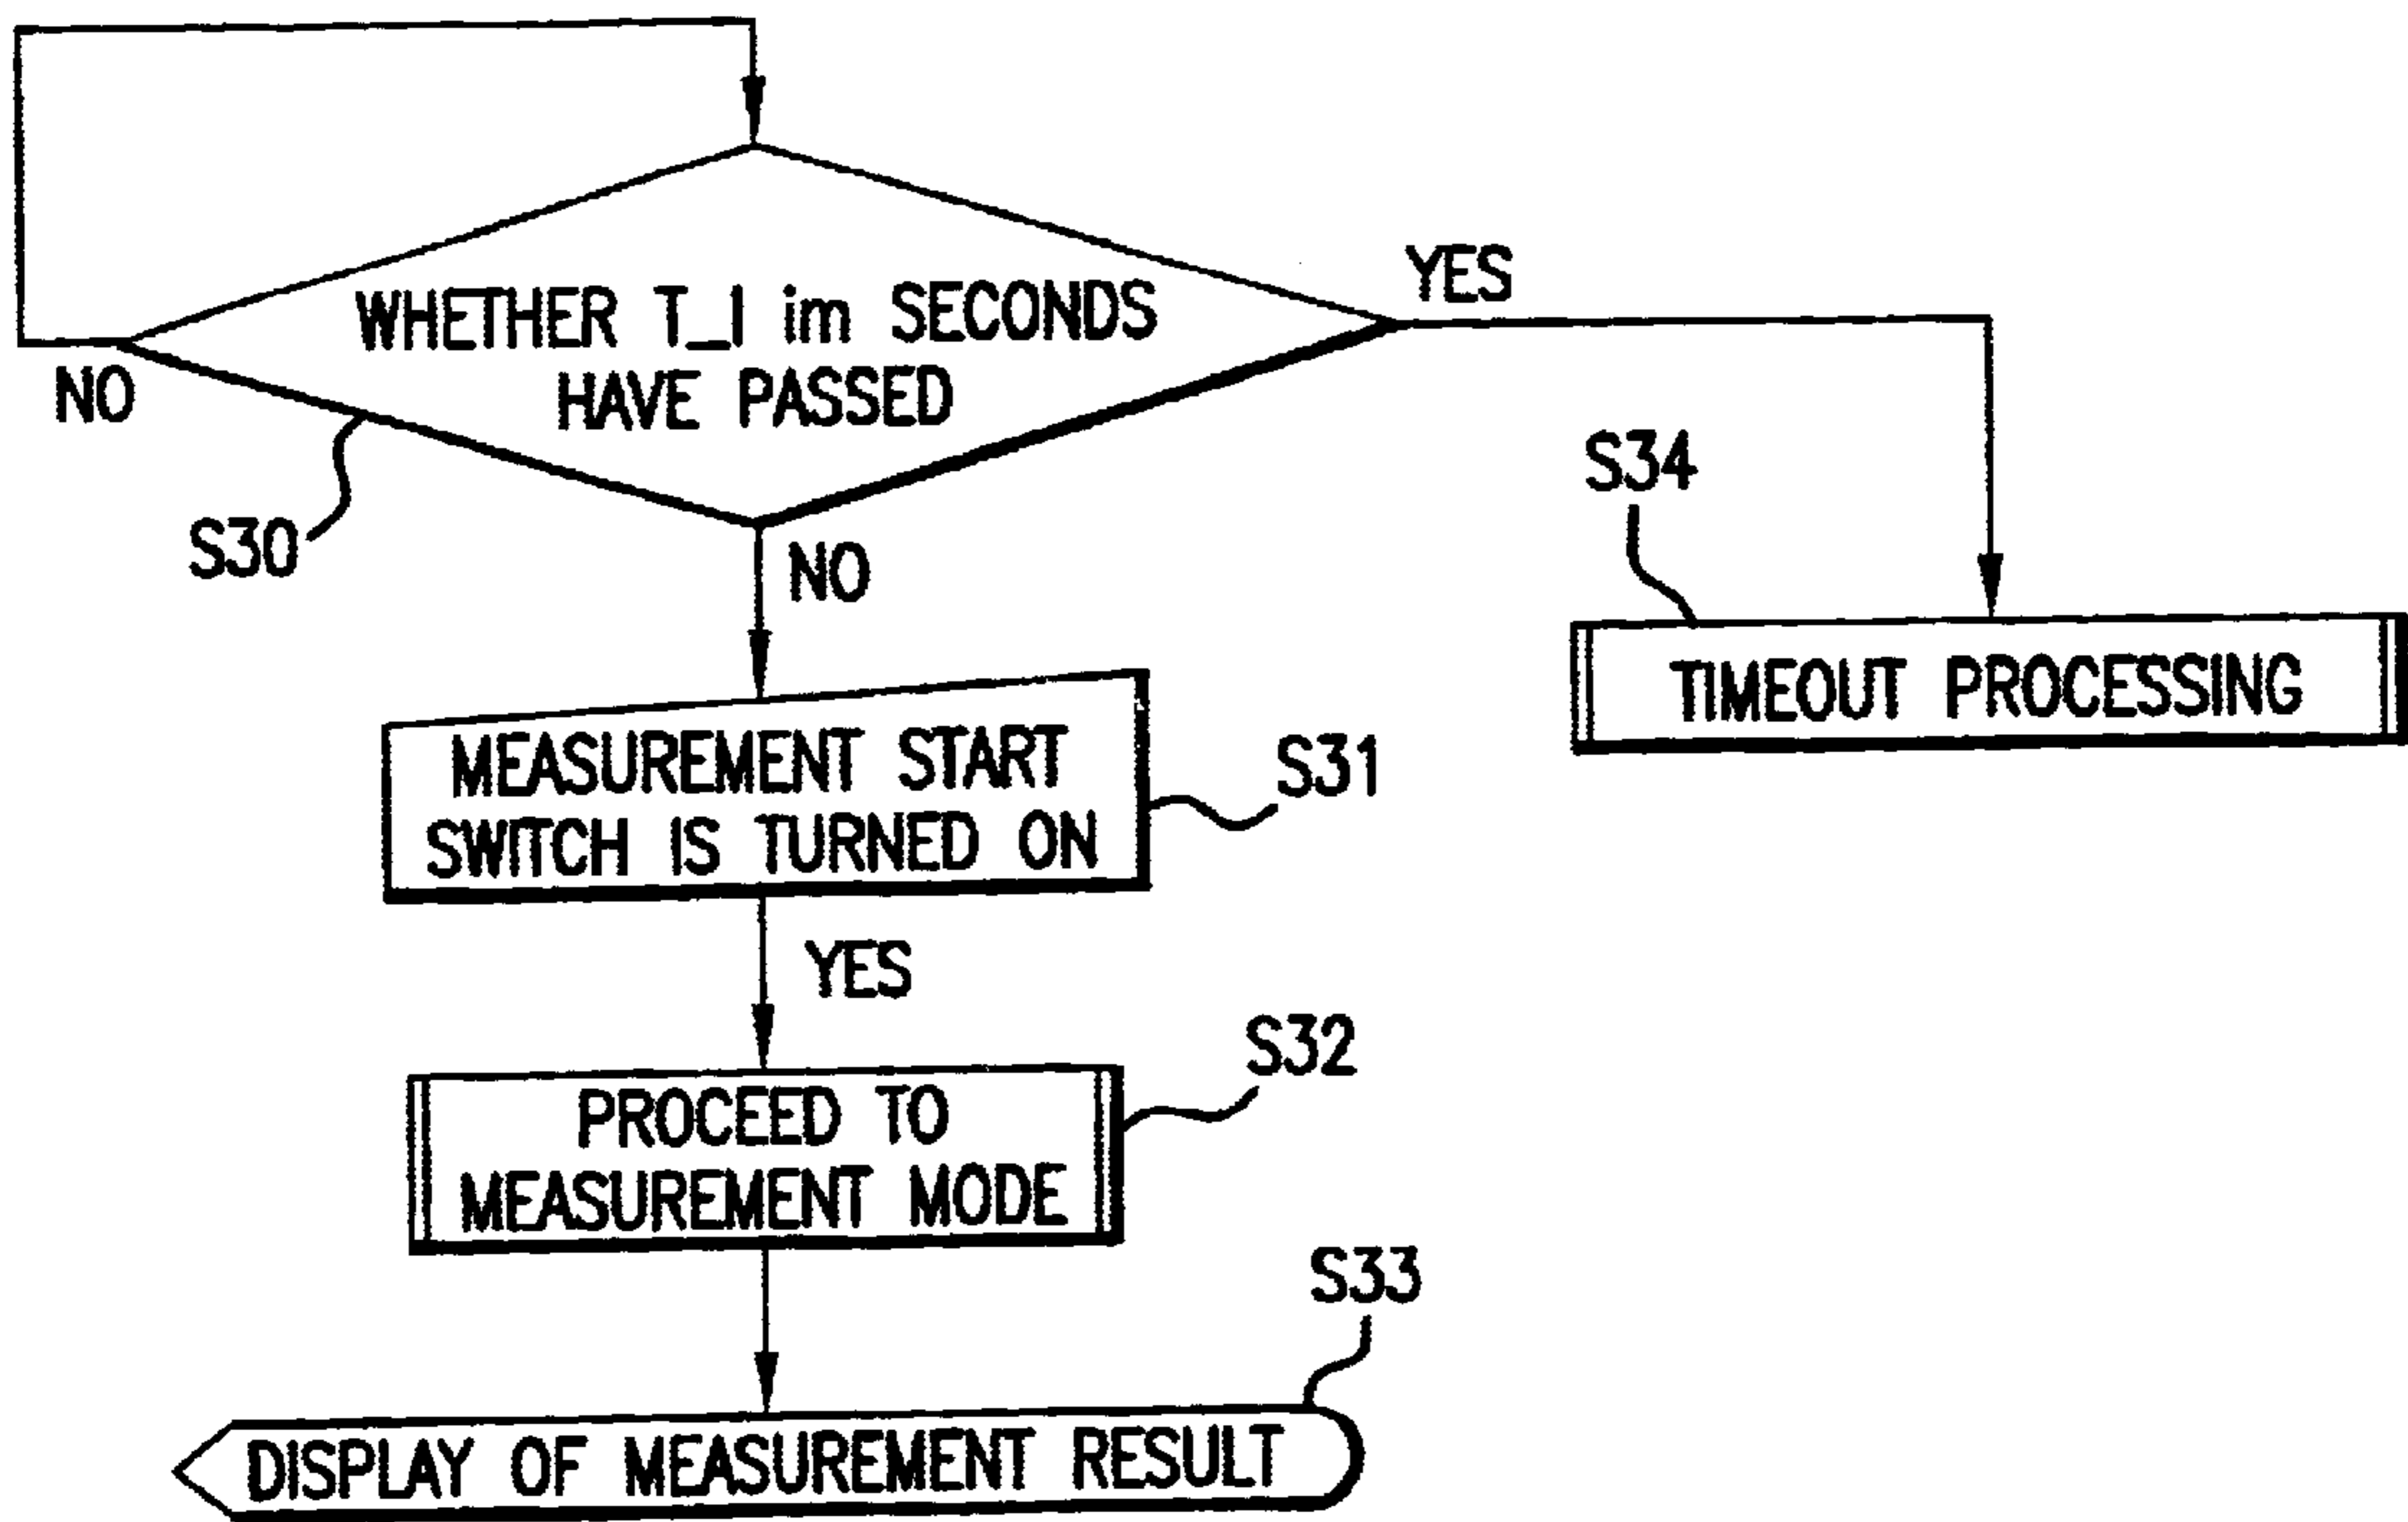 YES
WHETHER T_l im SECONDS
HAVE PASSED
NO
S30
NO
S34
TIMEOUT PROCESSING
MEASUREMENT START
SWITCH IS TURNED ON
S31
YES
S32
PROCEED TO
MEASUREMENT MODE
S33
DISPLAY OF MEASUREMENT RESULT